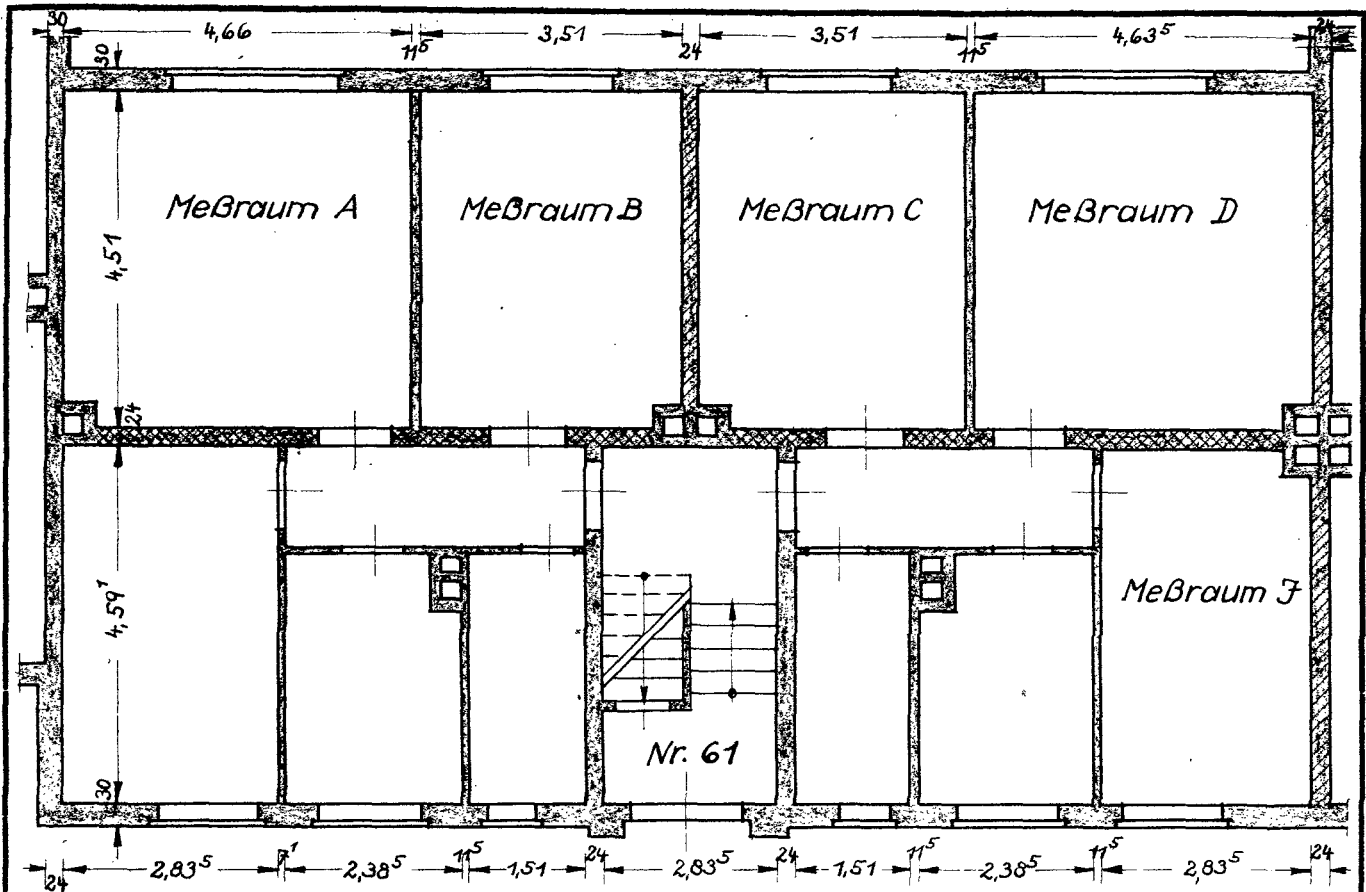 30 4,66 11⁵ 3,51 24 3,51 11⁵ 4,63⁵ 24
30
Meßraum A Meßraum B Meßraum C Meßraum D
4,51
24
4,59¹
Meßraum J
Nr. 61
30
24 2,83⁵ 7¹ 2,38⁵ 11⁵ 1,51 24 2,83⁵ 24 1,51 11⁵ 2,38⁵ 11⁵ 2,83⁵ 24